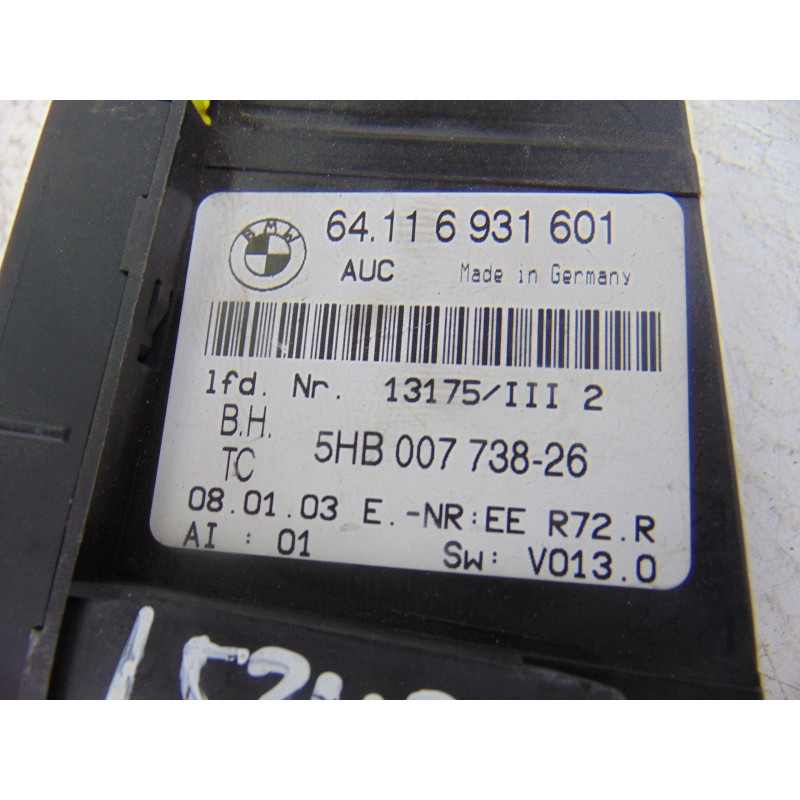 BMW
64.11 6 931 601
AUC Made in Germany
lfd. Nr. 13175/III 2
B.H.
TC 5HB 007 738-26
08.01.03 E.-NR:EE R72.R
AI : 01 Sw: V013.0